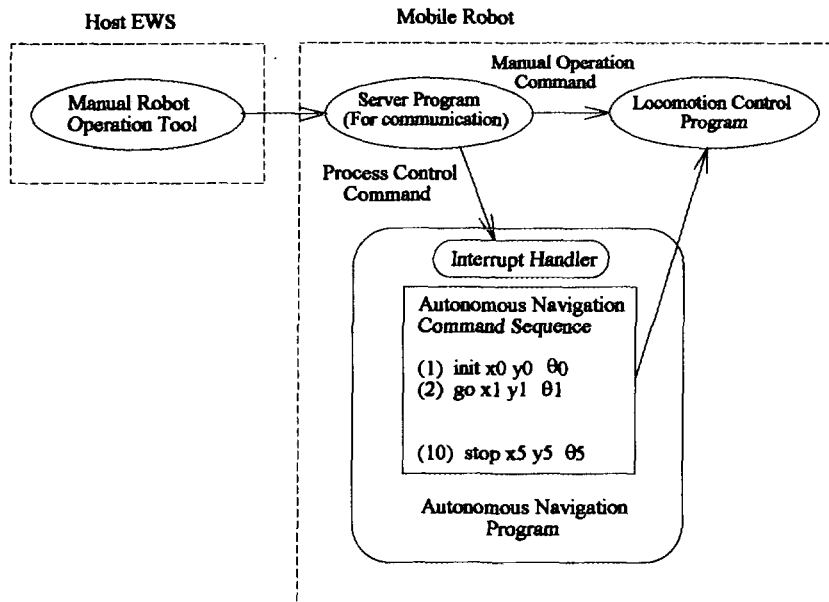 Host EWS
Mobile Robot
Manual Robot
Operation Tool
Server Program
(For communication)
Manual Operation
Command
Locomotion Control
Program
Process Control
Command
Interrupt Handler
Autonomous Navigation
Command Sequence
(1) init x0 y0 θ0
(2) go x1 y1 θ1
(10) stop x5 y5 θ5
Autonomous Navigation
Program